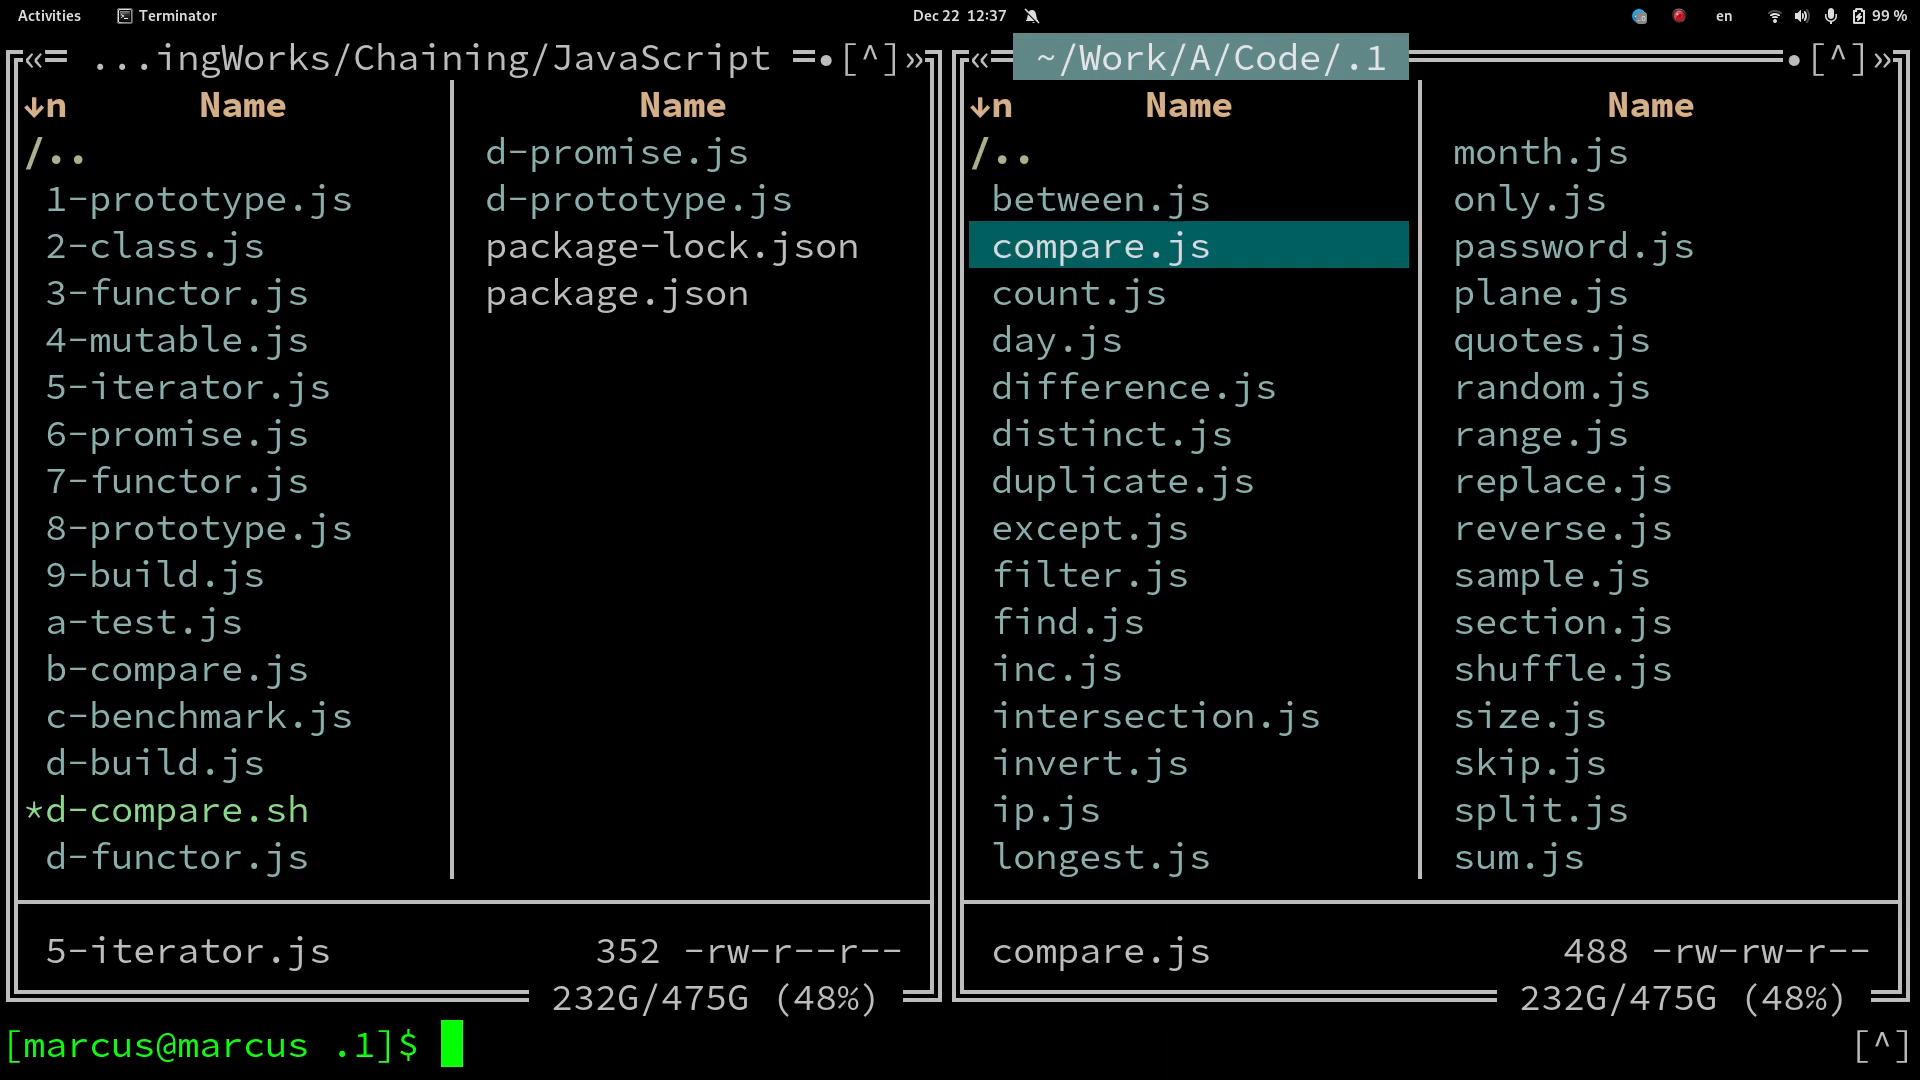 Activities Terminator Dec 22 12:37 en 99 %
«= ...ingWorks/Chaining/JavaScript =•[^]»
↓n Name Name
/.. d-promise.js
1-prototype.js d-prototype.js
2-class.js package-lock.json
3-functor.js package.json
4-mutable.js
5-iterator.js
6-promise.js
7-functor.js
8-prototype.js
9-build.js
a-test.js
b-compare.js
c-benchmark.js
d-build.js
*d-compare.sh
d-functor.js
5-iterator.js 352 -rw-r--r--
232G/475G (48%)
«= ~/Work/A/Code/.1 •[^]»
↓n Name Name
/.. month.js
between.js only.js
compare.js password.js
count.js plane.js
day.js quotes.js
difference.js random.js
distinct.js range.js
duplicate.js replace.js
except.js reverse.js
filter.js sample.js
find.js section.js
inc.js shuffle.js
intersection.js size.js
invert.js skip.js
ip.js split.js
longest.js sum.js
compare.js 488 -rw-rw-r--
232G/475G (48%)
[marcus@marcus .1]$ [^]